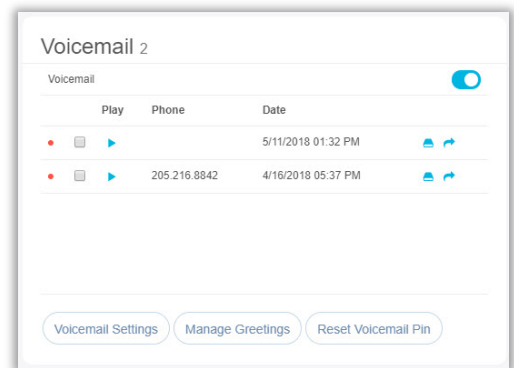 Voicemail 2
Voicemail
Play Phone Date
5/11/2018 01:32 PM
205.216.8842 4/16/2018 05:37 PM
Voicemail Settings Manage Greetings Reset Voicemail Pin